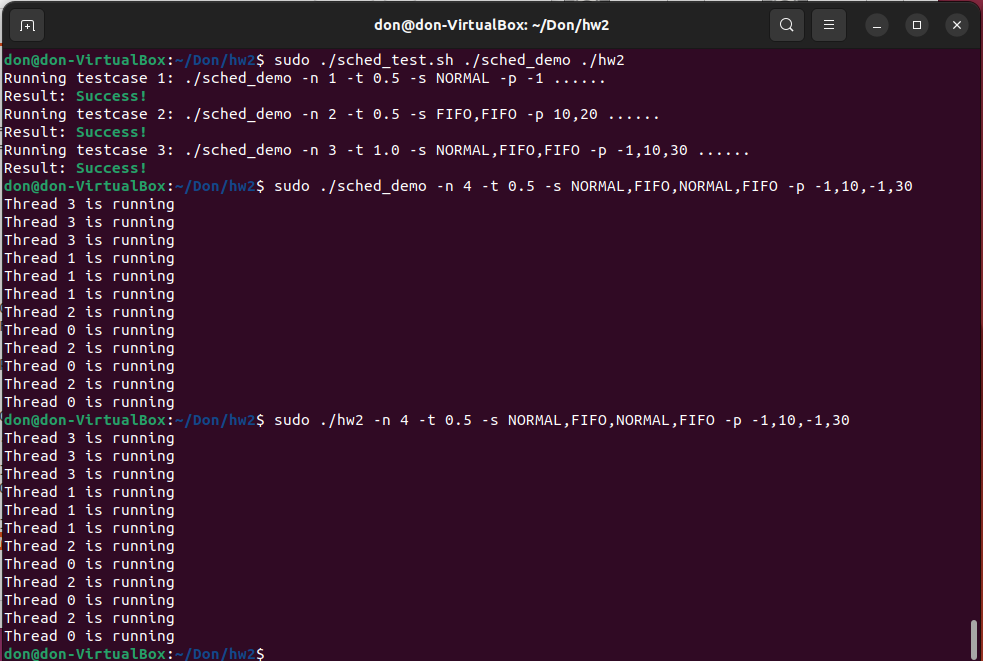 don@don-VirtualBox: ~/Don/hw2
don@don-VirtualBox:~/Don/hw2$ sudo ./sched_test.sh ./sched_demo ./hw2
Running testcase 1: ./sched_demo -n 1 -t 0.5 -s NORMAL -p -1 ......
Result: Success!
Running testcase 2: ./sched_demo -n 2 -t 0.5 -s FIFO,FIFO -p 10,20 ......
Result: Success!
Running testcase 3: ./sched_demo -n 3 -t 1.0 -s NORMAL,FIFO,FIFO -p -1,10,30 ......
Result: Success!
don@don-VirtualBox:~/Don/hw2$ sudo ./sched_demo -n 4 -t 0.5 -s NORMAL,FIFO,NORMAL,FIFO -p -1,10,-1,30
Thread 3 is running
Thread 3 is running
Thread 3 is running
Thread 1 is running
Thread 1 is running
Thread 1 is running
Thread 2 is running
Thread 0 is running
Thread 2 is running
Thread 0 is running
Thread 2 is running
Thread 0 is running
don@don-VirtualBox:~/Don/hw2$ sudo ./hw2 -n 4 -t 0.5 -s NORMAL,FIFO,NORMAL,FIFO -p -1,10,-1,30
Thread 3 is running
Thread 3 is running
Thread 3 is running
Thread 1 is running
Thread 1 is running
Thread 1 is running
Thread 2 is running
Thread 0 is running
Thread 2 is running
Thread 0 is running
Thread 2 is running
Thread 0 is running
don@don-VirtualBox:~/Don/hw2$